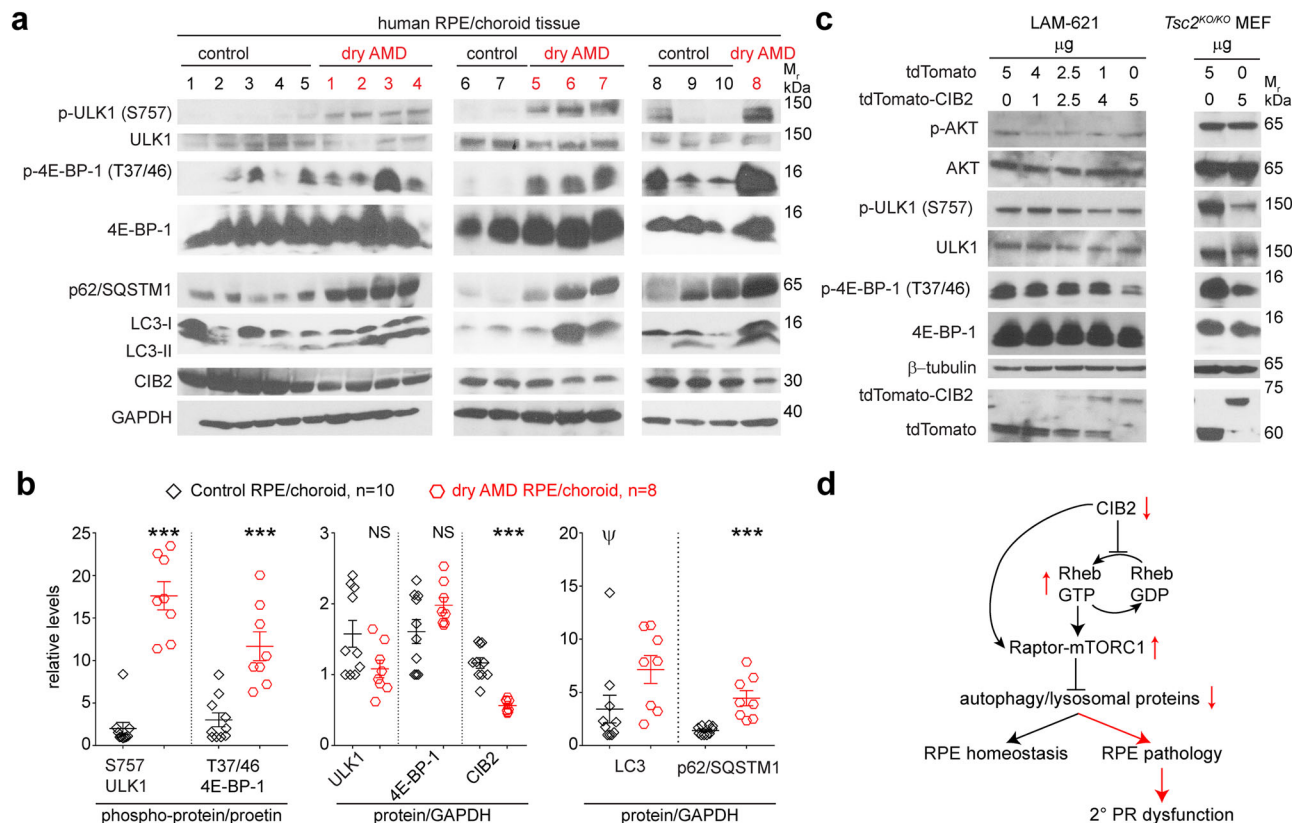 a
human RPE/choroid tissue
control dry AMD control dry AMD control dry AMD
1 2 3 4 5 1 2 3 4 6 7 5 6 7 8 9 10 8
Mr
kDa
p-ULK1 (S757) 150
ULK1 150
p-4E-BP-1 (T37/46) 16
4E-BP-1 16
p62/SQSTM1 65
LC3-I 16
LC3-II
CIB2 30
GAPDH 40
c
LAM-621 Tsc2KO/KO MEF
μg μg
tdTomato 5 4 2.5 1 0 5 0
tdTomato-CIB2 0 1 2.5 4 5 0 5
Mr
kDa
p-AKT 65
AKT 65
p-ULK1 (S757) 150
ULK1 150
p-4E-BP-1 (T37/46) 16
4E-BP-1 16
β-tubulin 65
tdTomato-CIB2 75
tdTomato 60
b
Control RPE/choroid, n=10 dry AMD RPE/choroid, n=8
relative levels
25
20
15
10
5
0
*** ***
S757 T37/46
ULK1 4E-BP-1
phospho-protein/proetin
3
2
1
0
NS NS ***
ULK1 4E-BP-1 CIB2
protein/GAPDH
20
15
10
5
0
ψ ***
LC3 p62/SQSTM1
protein/GAPDH
d
CIB2
Rheb Rheb
GTP GDP
Raptor-mTORC1
autophagy/lysosomal proteins
RPE homeostasis RPE pathology
2° PR dysfunction